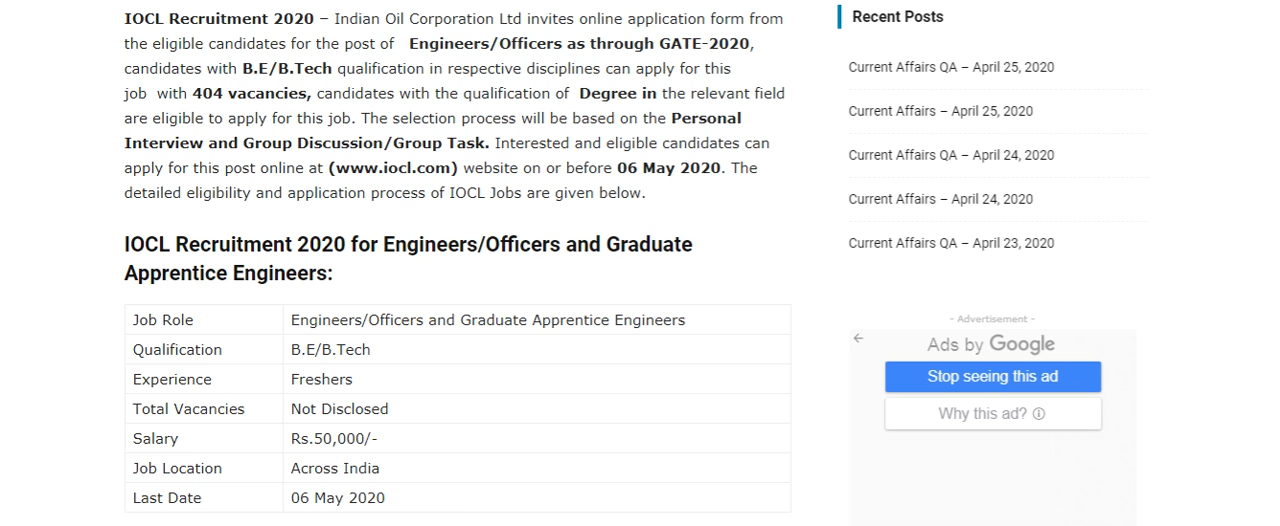 IOCL Recruitment 2020 – Indian Oil Corporation Ltd invites online application form from
the eligible candidates for the post of Engineers/Officers as through GATE-2020,
candidates with B.E/B.Tech qualification in respective disciplines can apply for this
job with 404 vacancies, candidates with the qualification of Degree in the relevant field
are eligible to apply for this job. The selection process will be based on the Personal
Interview and Group Discussion/Group Task. Interested and eligible candidates can
apply for this post online at (www.iocl.com) website on or before 06 May 2020. The
detailed eligibility and application process of IOCL Jobs are given below.
IOCL Recruitment 2020 for Engineers/Officers and Graduate
Apprentice Engineers:
Job Role Engineers/Officers and Graduate Apprentice Engineers
Qualification B.E/B.Tech
Experience Freshers
Total Vacancies Not Disclosed
Salary Rs.50,000/-
Job Location Across India
Last Date 06 May 2020
Recent Posts
Current Affairs QA – April 25, 2020
Current Affairs – April 25, 2020
Current Affairs QA – April 24, 2020
Current Affairs – April 24, 2020
Current Affairs QA – April 23, 2020
- Advertisement -
Ads by Google
Stop seeing this ad
Why this ad?